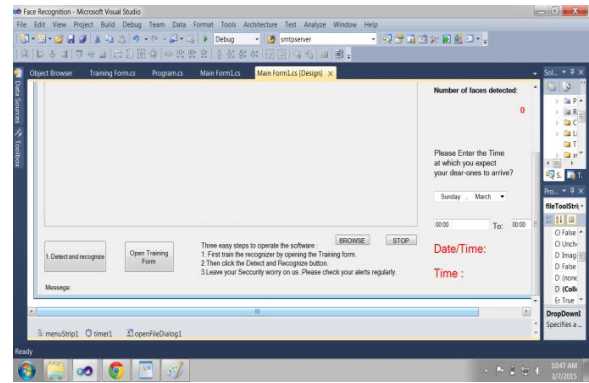 Face Recognition - Microsoft Visual Studio
File Edit View Project Build Debug Team Data Format Tools Architecture Test Analyze Window Help
Debug smtpserver
Object Browser Training Form.cs Program.cs Main Form1.cs Main Form1.cs [Design]
Sol...
Data Sources
Toolbox
Number of faces detected:
0
Please Enter the Time
at which you expect
your dear-ones to arrive?
Sunday , March
00:00 To: 00:00
BROWSE STOP
1. Detect and recognize
Open Training Form
Three easy steps to operate the software :
1. First train the recognizer by opening the Training form.
2.Then click the Detect and Recognize button.
3.Leave your Seccurity worry on us .Please check your alerts regularly.
Date/Time:
Time :
Messege:
Pro...
fileToolStri
Cl False
D Imag
D False
Er True
DropDownI
Specifies a ...
menuStrip1 timer1 openFileDialog1
Ready
10:47 AM
3/7/2015